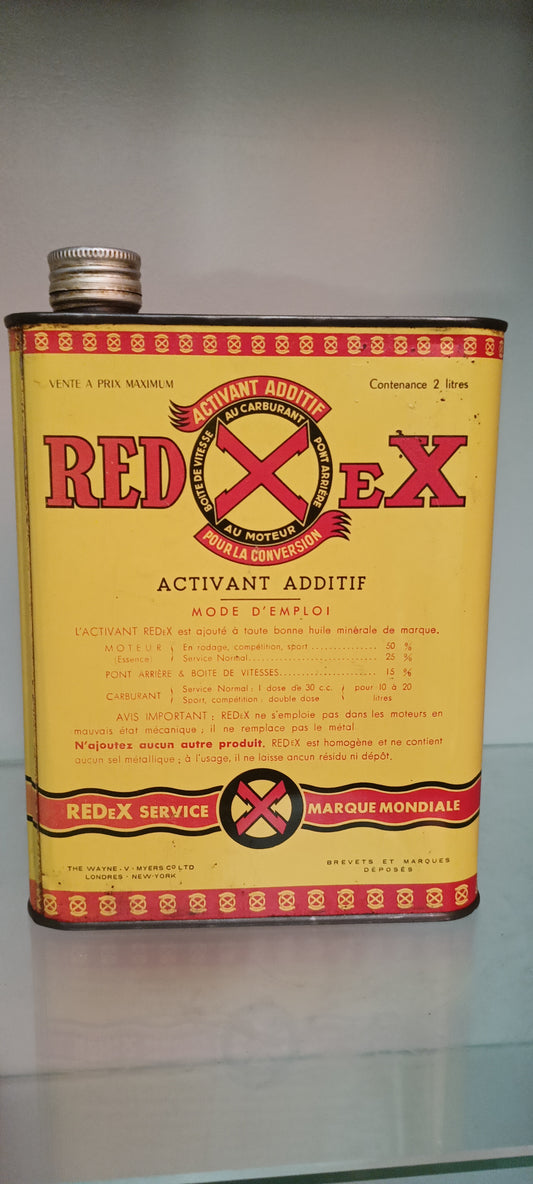 VENTE A PRIX MAXIMUM
Contenance 2 litres
ACTIVANT ADDITIF
AU CARBURANT
BOITE DE VITESSE
PONT ARRIÈRE
AU MOTEUR
POUR LA CONVERSION
RED X EX
ACTIVANT ADDITIF
MODE D'EMPLOI
L'ACTIVANT REDEX est ajouté à toute bonne huile minérale de marque.
MOTEUR { En rodage, compétition, sport ................ 50 %
(Essence) { Service Normal................................ 25 %
PONT ARRIÈRE & BOITE DE VITESSES........................ 15 %
CARBURANT { Service Normal : 1 dose de 30 c.c. } pour 10 à 20
Sport, compétition : double dose } litres
AVIS IMPORTANT : REDEX ne s'emploie pas dans les moteurs en
mauvais état mécanique ; il ne remplace pas le métal
N'ajoutez aucun autre produit. REDEX est homogène et ne contient
aucun sel métallique ; à l'usage, il ne laisse ancun résidu ni dépôt.
REDEX SERVICE X MARQUE MONDIALE
THE WAYNE-V-MYERS CO LTD
LONDRES - NEW-YORK
BREVETS ET MARQUES
DÉPOSÉS